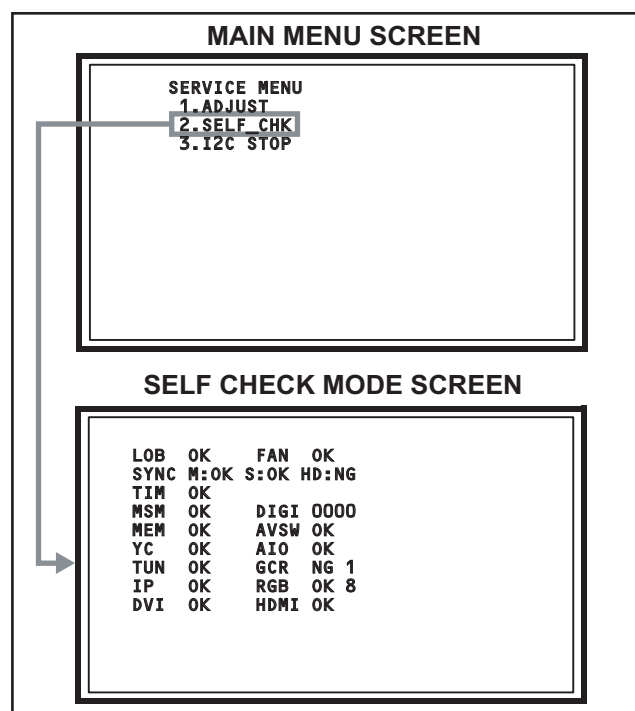 MAIN MENU SCREEN
SERVICE MENU
1.ADJUST
2.SELF_CHK
3.I2C STOP
SELF CHECK MODE SCREEN
LOB OK FAN OK
SYNC M:OK S:OK HD:NG
TIM OK
MSM OK DIGI 0000
MEM OK AVSW OK
YC OK AIO OK
TUN OK GCR NG 1
IP OK RGB OK 8
DVI OK HDMI OK